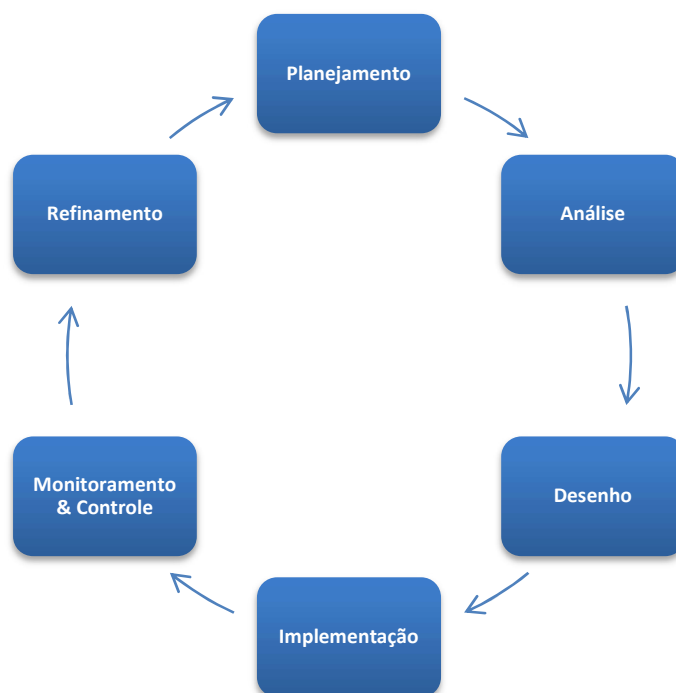 Planejamento
Análise
Desenho
Implementação
Monitoramento
& Controle
Refinamento